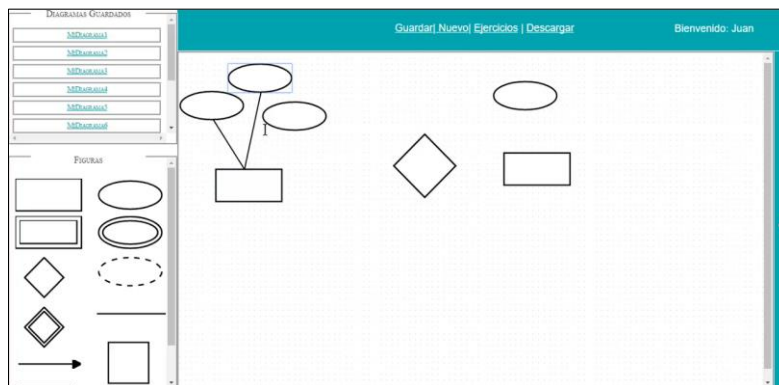 Diagramas Guardados
MiDiagrama1
MiDiagrama2
MiDiagrama3
MiDiagrama4
MiDiagrama5
MiDiagrama6
Figuras
Guardar| Nuevo| Ejercicios | Descargar
Bienvenido: Juan